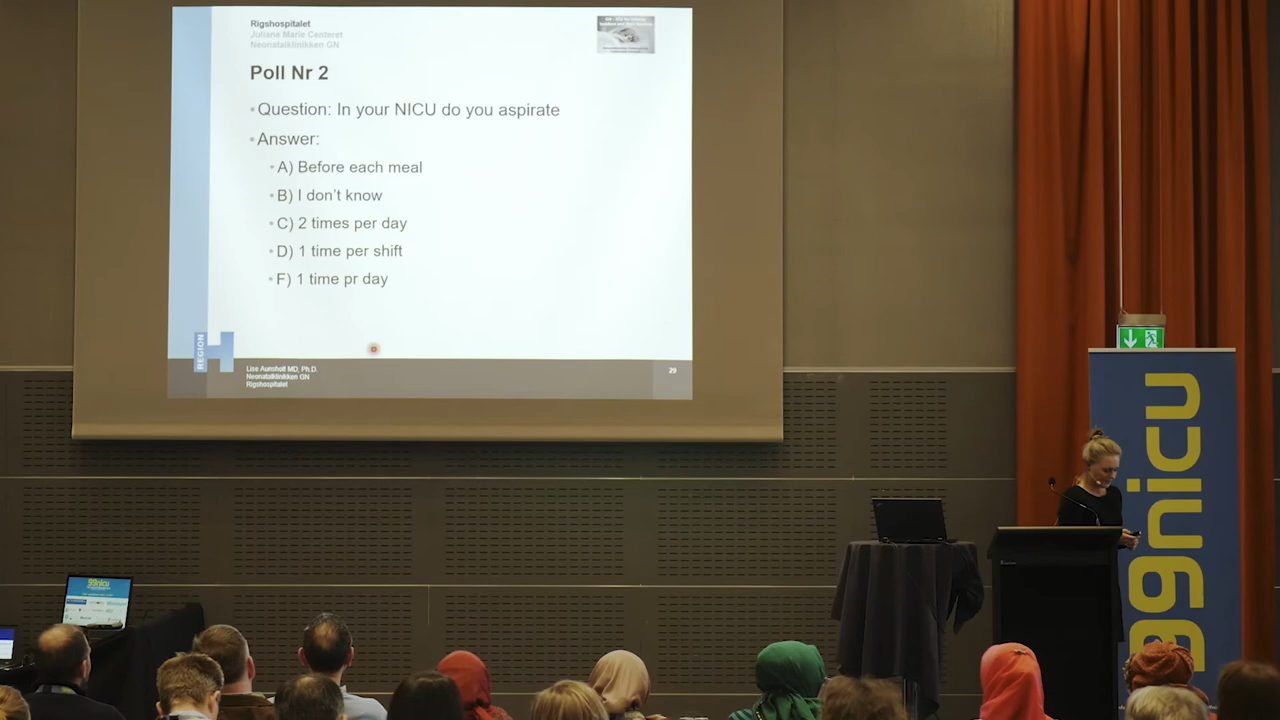 Rigshospitalet
Juliane Marie Centeret
Neonatalklinikken GN
Poll Nr 2
•Question: In your NICU do you aspirate
•Answer:
•A) Before each meal
•B) I don't know
•C) 2 times per day
•D) 1 time per shift
•F) 1 time pr day
REGION
Lise Aunsholt MD, Ph.D.
Neonatalklinikken GN
Rigshospitalet
29
99nicu
99nicu